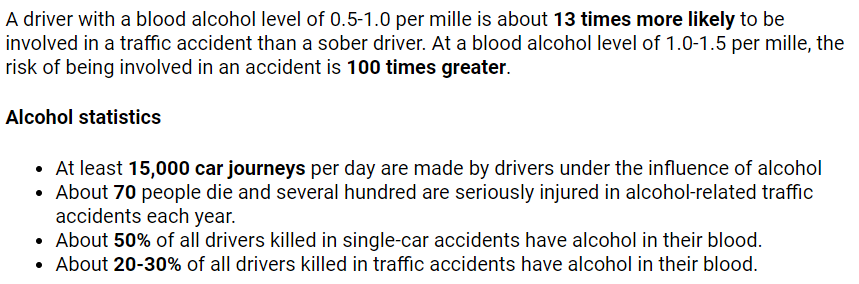 A driver with a blood alcohol level of 0.5-1.0 per mille is about 13 times more likely to be
involved in a traffic accident than a sober driver. At a blood alcohol level of 1.0-1.5 per mille, the
risk of being involved in an accident is 100 times greater.
Alcohol statistics
• At least 15,000 car journeys per day are made by drivers under the influence of alcohol
• About 70 people die and several hundred are seriously injured in alcohol-related traffic
accidents each year.
• About 50% of all drivers killed in single-car accidents have alcohol in their blood.
• About 20-30% of all drivers killed in traffic accidents have alcohol in their blood.